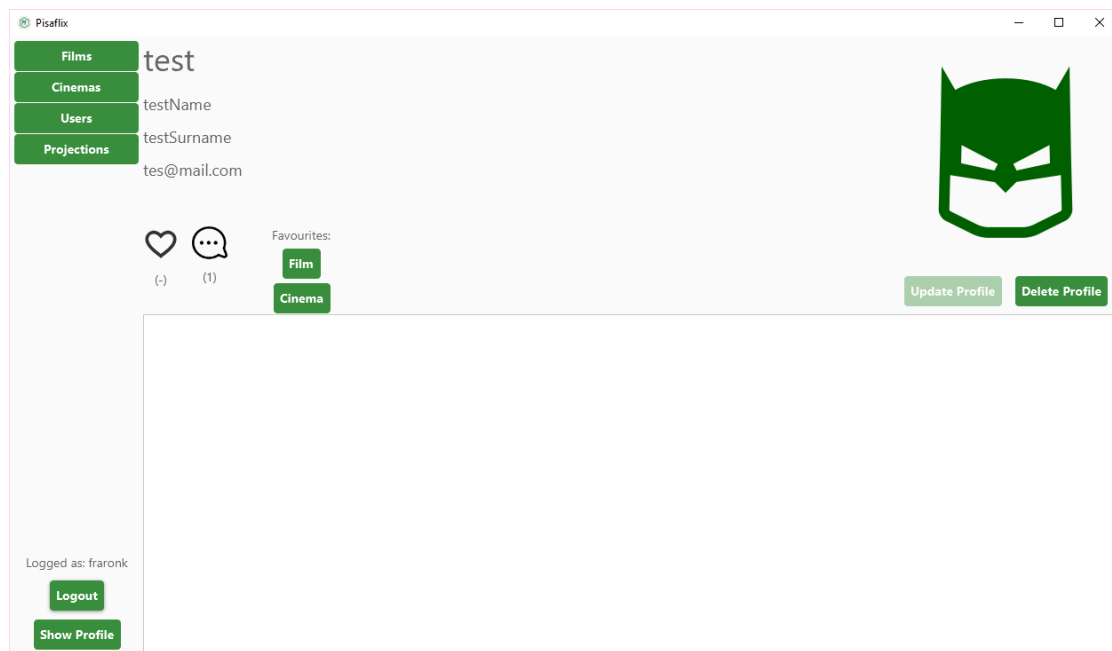 Pisaflix
Films
Cinemas
Users
Projections
test
testName
testSurname
tes@mail.com
(-)
(1)
Favourites:
Film
Cinema
Update Profile
Delete Profile
Logged as: fraronk
Logout
Show Profile